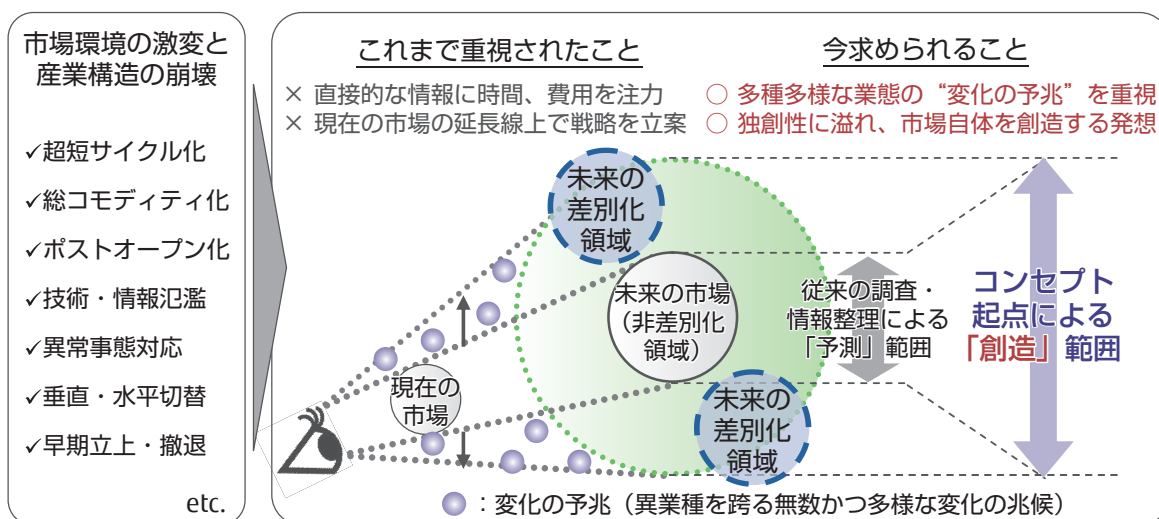 市場環境の激変と
産業構造の崩壊
✓超短サイクル化
✓総コモディティ化
✓ポストオープン化
✓技術・情報氾濫
✓異常事態対応
✓垂直・水平切替
✓早期立上・撤退
etc.
これまで重視されたこと
× 直接的な情報に時間、費用を注力
× 現在の市場の延長線上で戦略を立案
今求められること
○ 多種多様な業態の“変化の予兆”を重視
○ 独創性に溢れ、市場自体を創造する発想
未来の
差別化
領域
未来の市場
（非差別化
領域）
現在の
市場
未来の
差別化
領域
従来の調査・
情報整理による
「予測」範囲
コンセプト
起点による
「創造」範囲
：変化の予兆（異業種を跨る無数かつ多様な変化の兆候）